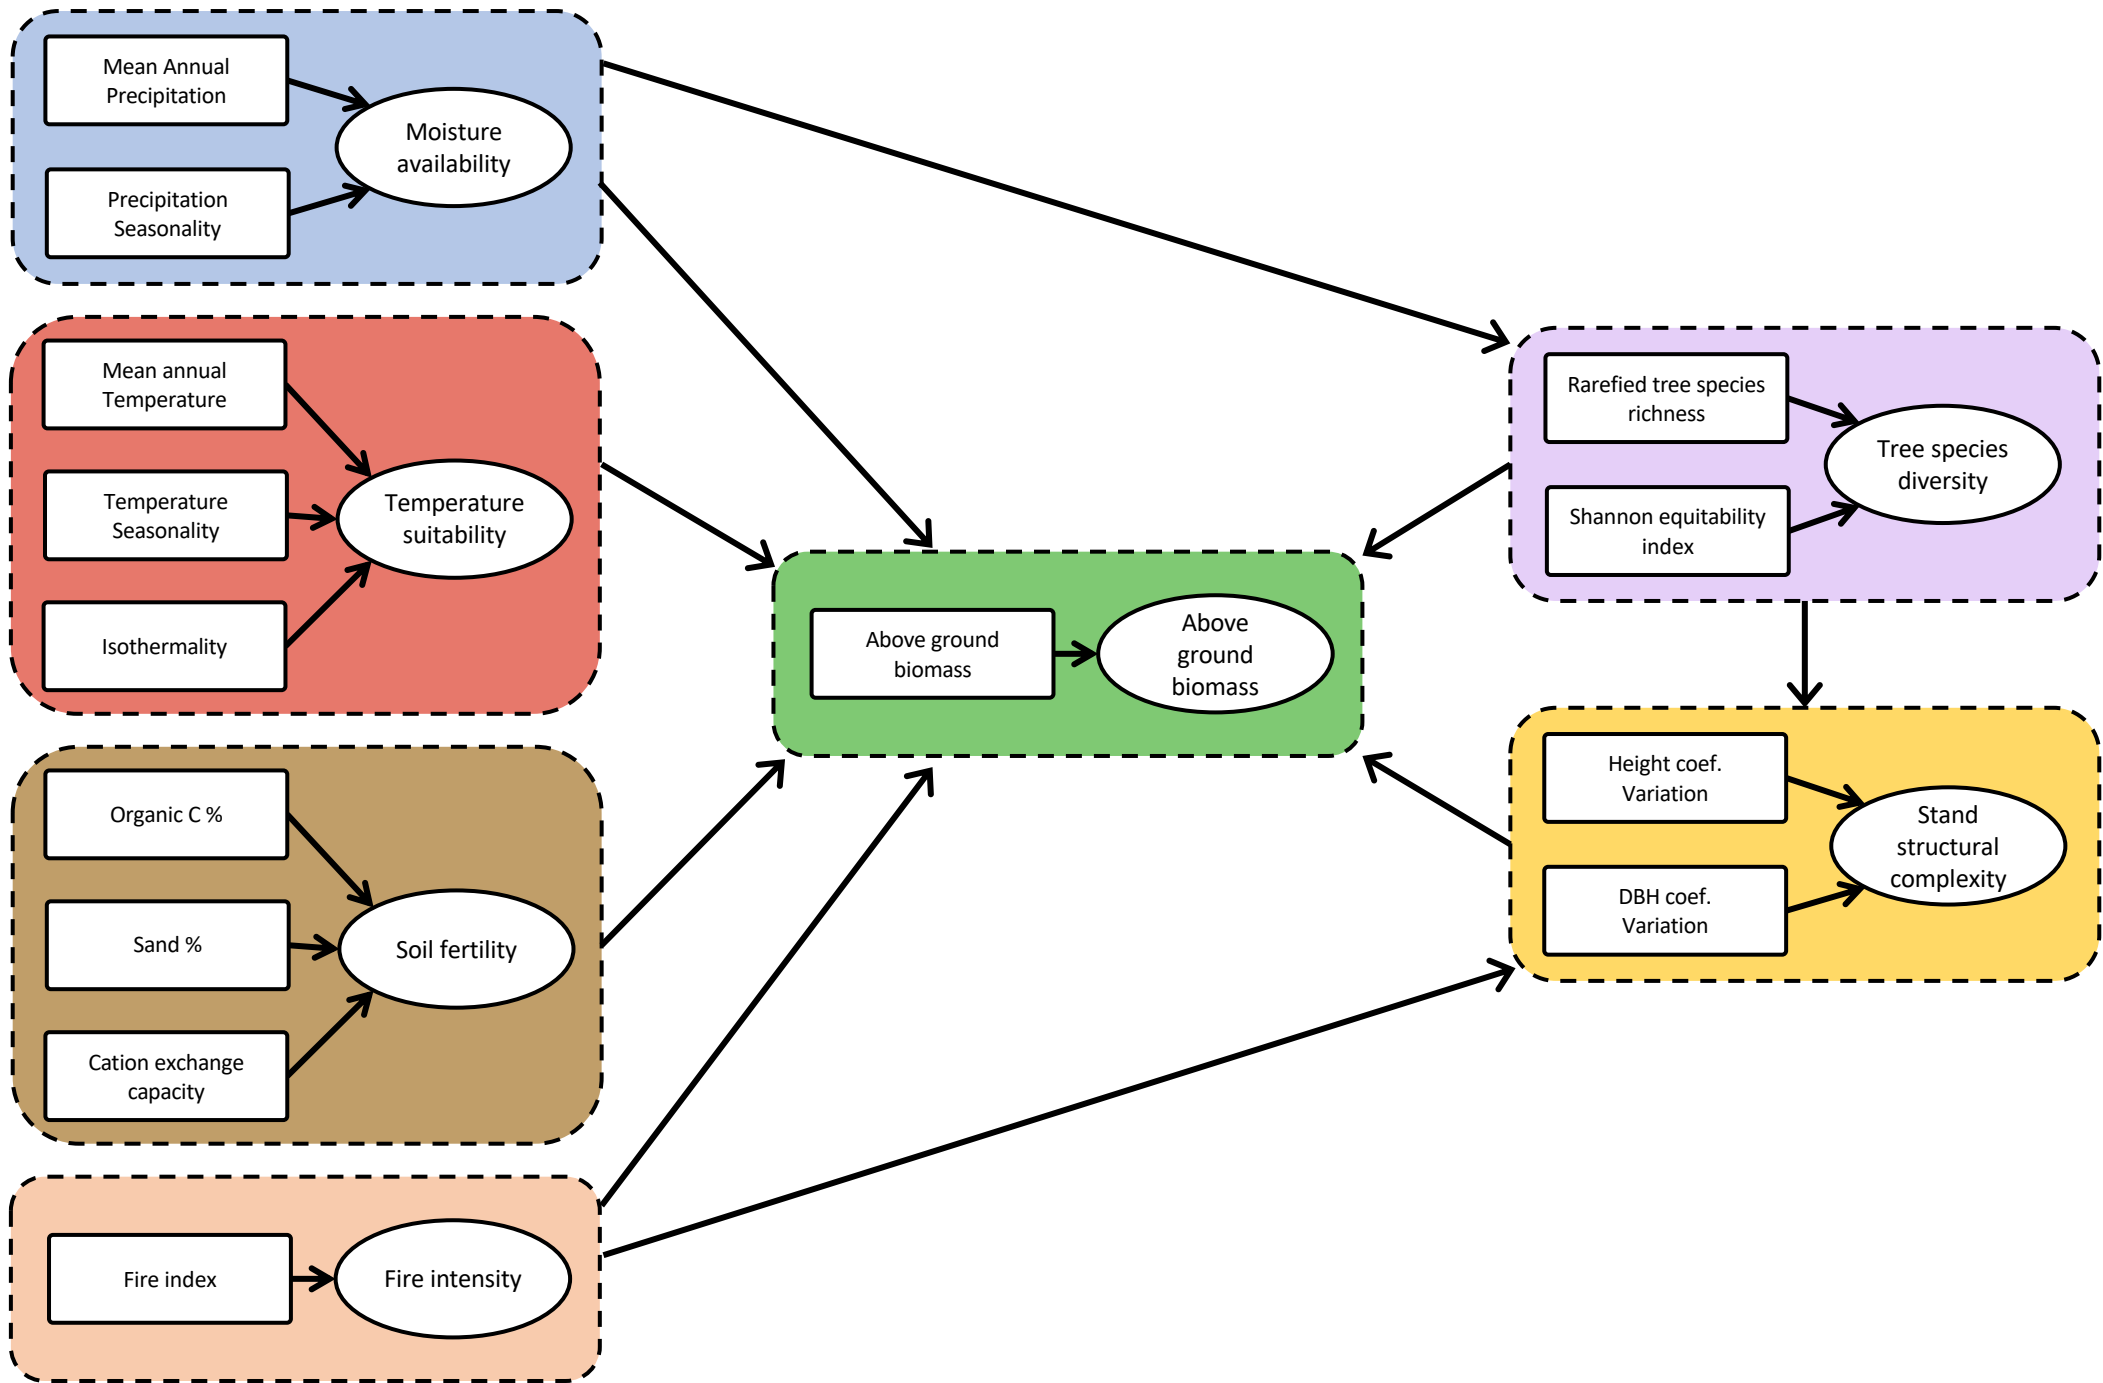 Mean Annual
Precipitation
Precipitation
Seasonality
Moisture
availability
Mean annual
Temperature
Temperature
Seasonality
Isothermality
Temperature
suitability
Organic C %
Sand %
Cation exchange
capacity
Soil fertility
Fire index
Fire intensity
Above ground
biomass
Above
ground
biomass
Rarefied tree species
richness
Shannon equitability
index
Tree species
diversity
Height coef.
Variation
DBH coef.
Variation
Stand
structural
complexity